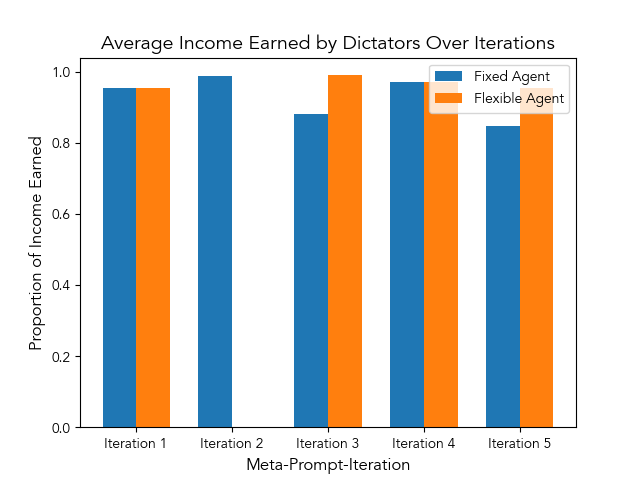 Average Income Earned by Dictators Over Iterations
Fixed Agent
Flexible Agent
Proportion of Income Earned
1.0
0.8
0.6
0.4
0.2
0.0
Iteration 1 Iteration 2 Iteration 3 Iteration 4 Iteration 5
Meta-Prompt-Iteration